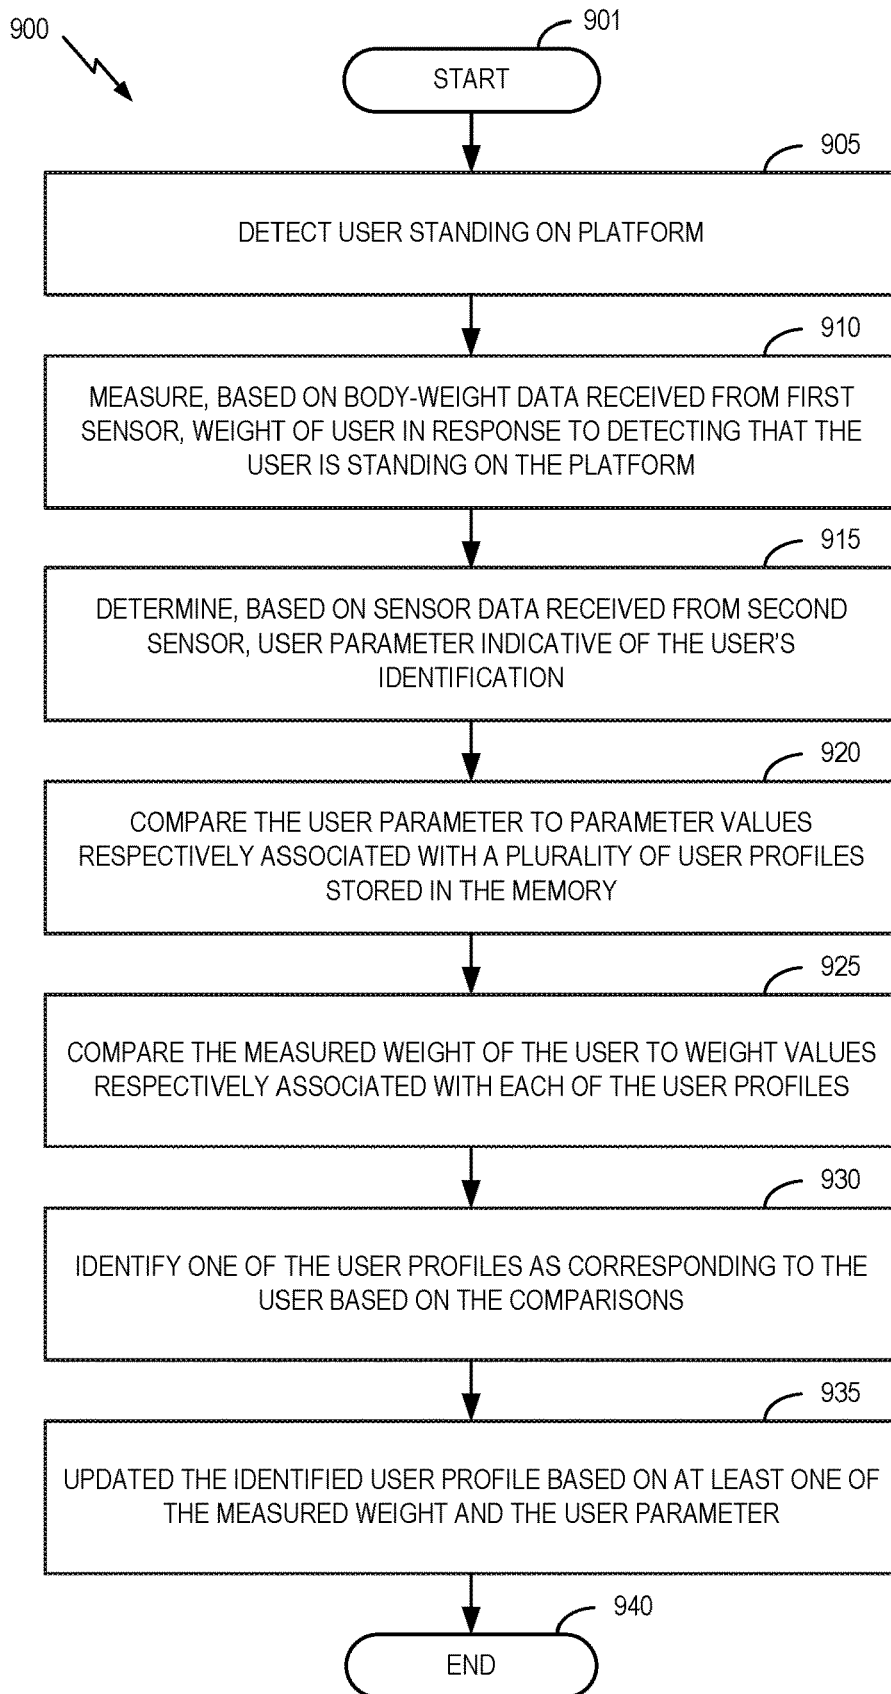 900
901
START
905
DETECT USER STANDING ON PLATFORM
910
MEASURE, BASED ON BODY-WEIGHT DATA RECEIVED FROM FIRST
SENSOR, WEIGHT OF USER IN RESPONSE TO DETECTING THAT THE
USER IS STANDING ON THE PLATFORM
915
DETERMINE, BASED ON SENSOR DATA RECEIVED FROM SECOND
SENSOR, USER PARAMETER INDICATIVE OF THE USER'S
IDENTIFICATION
920
COMPARE THE USER PARAMETER TO PARAMETER VALUES
RESPECTIVELY ASSOCIATED WITH A PLURALITY OF USER PROFILES
STORED IN THE MEMORY
925
COMPARE THE MEASURED WEIGHT OF THE USER TO WEIGHT VALUES
RESPECTIVELY ASSOCIATED WITH EACH OF THE USER PROFILES
930
IDENTIFY ONE OF THE USER PROFILES AS CORRESPONDING TO THE
USER BASED ON THE COMPARISONS
935
UPDATED THE IDENTIFIED USER PROFILE BASED ON AT LEAST ONE OF
THE MEASURED WEIGHT AND THE USER PARAMETER
940
END